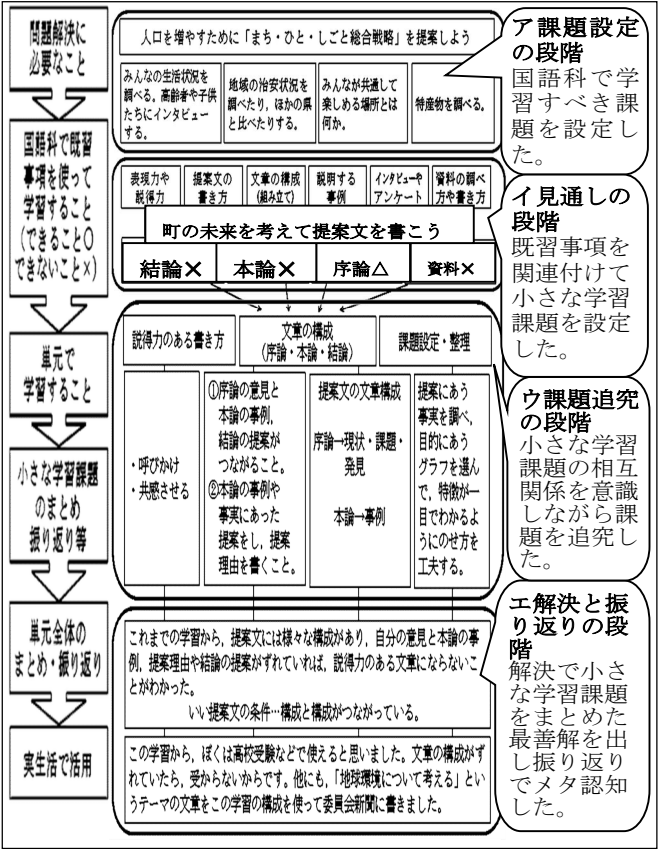 問題解決に
必要なこと
国語科で既習
事項を使って
学習すること
(できること○
できないこと×)
単元で
学習すること
小さな学習課題
のまとめ
振り返り等
単元全体の
まとめ・振り返り
実生活で活用
人口を増やすために「まち・ひと・しごと総合戦略」を提案しよう
みんなの生活状況を
調べる。高齢者や子供
たちにインタビュー
する。
地域の治安状況を
調べたり,ほかの県
と比べたりする。
みんなが共通して
楽しめる場所とは
何か。
特産物を調べる。
表現力や
説得力
提案文の
書き方
文章の構成
(組み立て)
説明する
事例
インタビューや
アンケート
資料の調べ
方や書き方
町の未来を考えて提案文を書こう
結論×
本論×
序論△
資料×
説得力のある書き方
文章の構成
(序論・本論・結論)
課題設定・整理
・呼びかけ
・共感させる
①序論の意見と
本論の事例,
結論の提案が
つながること。
②本論の事例や
事実にあった
提案をし,提案
理由を書くこと。
提案文の文章構成
序論→現状・課題・
発見
本論→事例
提案にあう
事実を調べ,
目的にあう
グラフを選ん
で,特徴が一
目でわかるよ
うにのせ方を
工夫する。
これまでの学習から,提案文には様々な構成があり,自分の意見と本論の事
例,提案理由や結論の提案がずれていれば,説得力のある文章にならないこ
とがわかった。
いい提案文の条件…構成と構成がつながっている。
この学習から,ぼくは高校受験などで使えると思いました。文章の構成がず
れていたら,受からないからです。他にも,「地球環境について考える」とい
うテーマの文章をこの学習の構成を使って委員会新聞に書きました。
ア課題設定
の段階
国語科で学
習すべき課
題を設定し
た。
イ見通しの
段階
既習事項を
関連付けて
小さな学習
課題を設定
した。
ウ課題追究
の段階
小さな学習
課題の相互
関係を意識
しながら課
題を追究し
た。
エ解決と振
り返りの段
階
解決で小さ
な学習課題
をまとめた
最善解を出
し振り返り
でメタ認知
した。